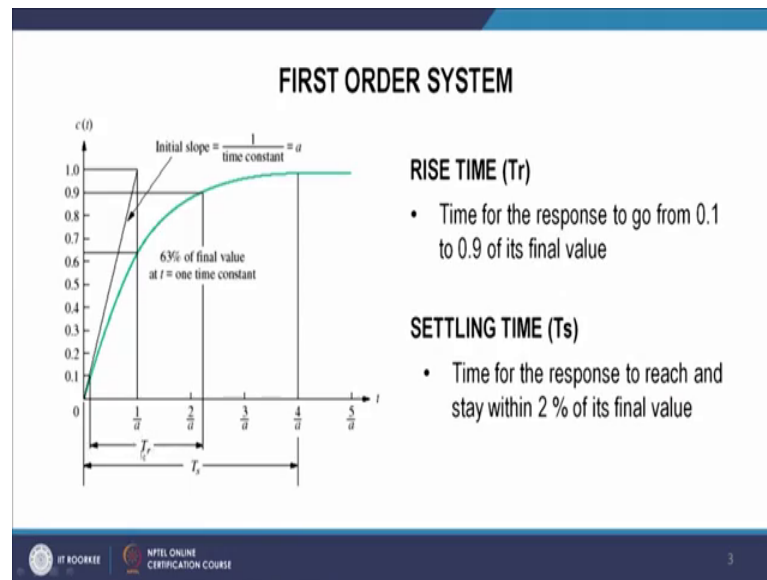 FIRST ORDER SYSTEM
c(t)
Initial slope = 1/time constant = a
1.0
0.9
0.8
0.7
0.6
0.5
0.4
0.3
0.2
0.1
63% of final value
at t = one time constant
0
1/a
2/a
3/a
4/a
5/a
t
Tr
Ts
RISE TIME (Tr)
• Time for the response to go from 0.1
to 0.9 of its final value
SETTLING TIME (Ts)
• Time for the response to reach and
stay within 2 % of its final value
IIT ROORKEE
NPTEL ONLINE
CERTIFICATION COURSE
3